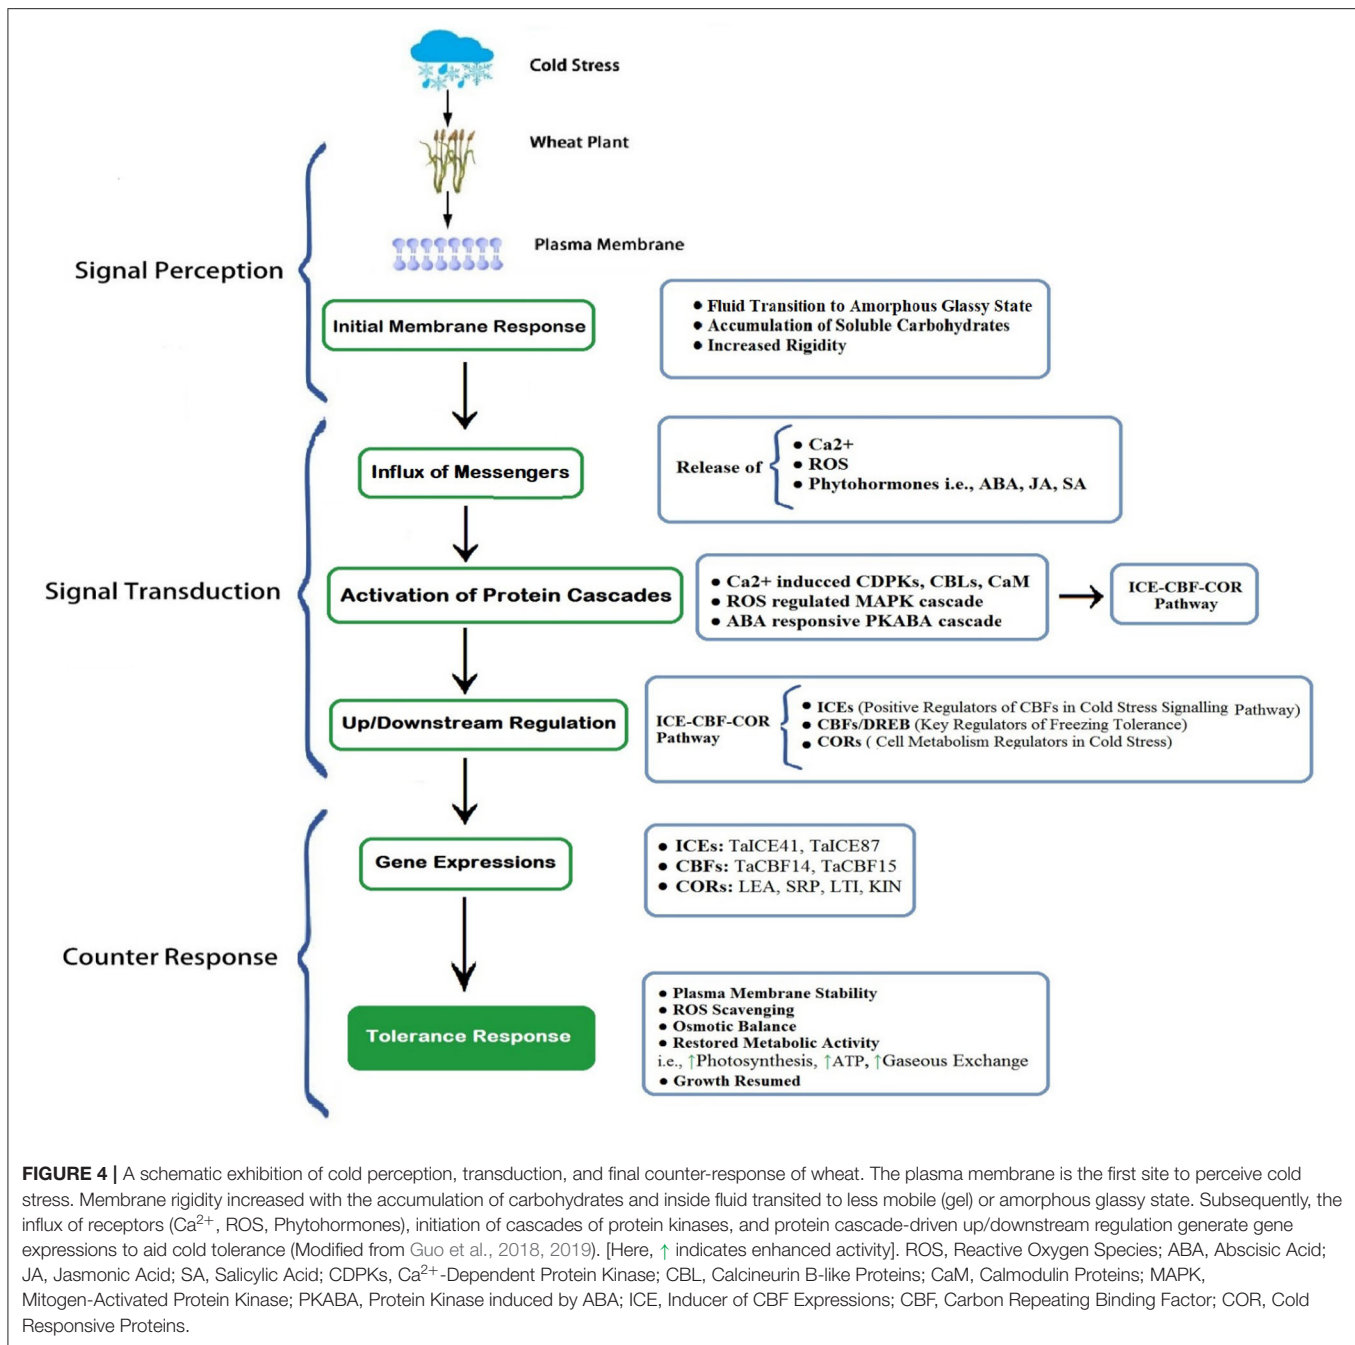 Cold Stress
Wheat Plant
Plasma Membrane
Signal Perception
Initial Membrane Response
● Fluid Transition to Amorphous Glassy State
● Accumulation of Soluble Carbohydrates
● Increased Rigidity
Signal Transduction
Influx of Messengers
Release of
● Ca2+
● ROS
● Phytohormones i.e., ABA, JA, SA
Activation of Protein Cascades
● Ca2+ inducced CDPKs, CBLs, CaM
● ROS regulated MAPK cascade
● ABA responsive PKABA cascade
ICE-CBF-COR
Pathway
Up/Downstream Regulation
ICE-CBF-COR
Pathway
● ICEs (Positive Regulators of CBFs in Cold Stress Signalling Pathway)
● CBFs/DREB (Key Regulators of Freezing Tolerance)
● CORs ( Cell Metabolism Regulators in Cold Stress)
Counter Response
Gene Expressions
● ICEs: TaICE41, TaICE87
● CBFs: TaCBF14, TaCBF15
● CORs: LEA, SRP, LTI, KIN
Tolerance Response
● Plasma Membrane Stability
● ROS Scavenging
● Osmotic Balance
● Restored Metabolic Activity
i.e., ↑Photosynthesis, ↑ATP, ↑Gaseous Exchange
● Growth Resumed
FIGURE 4 | A schematic exhibition of cold perception, transduction, and final counter-response of wheat. The plasma membrane is the first site to perceive cold
stress. Membrane rigidity increased with the accumulation of carbohydrates and inside fluid transited to less mobile (gel) or amorphous glassy state. Subsequently, the
influx of receptors (Ca²⁺, ROS, Phytohormones), initiation of cascades of protein kinases, and protein cascade-driven up/downstream regulation generate gene
expressions to aid cold tolerance (Modified from Guo et al., 2018, 2019). [Here, ↑ indicates enhanced activity]. ROS, Reactive Oxygen Species; ABA, Abscisic Acid;
JA, Jasmonic Acid; SA, Salicylic Acid; CDPKs, Ca²⁺-Dependent Protein Kinase; CBL, Calcineurin B-like Proteins; CaM, Calmodulin Proteins; MAPK,
Mitogen-Activated Protein Kinase; PKABA, Protein Kinase induced by ABA; ICE, Inducer of CBF Expressions; CBF, Carbon Repeating Binding Factor; COR, Cold
Responsive Proteins.